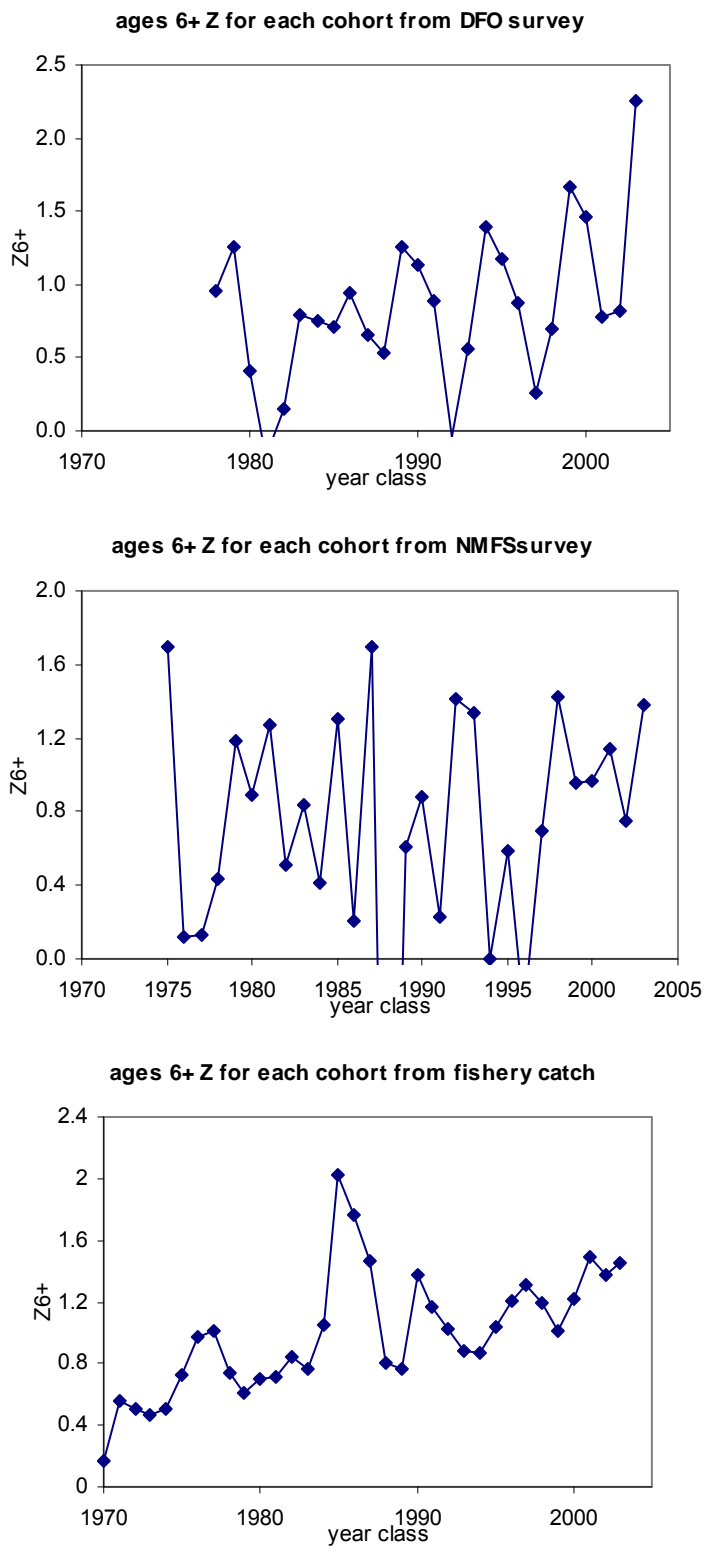 ages 6+ Z for each cohort from DFO survey
2.5
2.0
1.5
1.0
0.5
0.0
Z6+
1970 1980 1990 2000
year class
ages 6+ Z for each cohort from NMFSsurvey
2.0
1.6
1.2
0.8
0.4
0.0
Z6+
1970 1975 1980 1985 1990 1995 2000 2005
year class
ages 6+ Z for each cohort from fishery catch
2.4
2
1.6
1.2
0.8
0.4
0
Z6+
1970 1980 1990 2000
year class